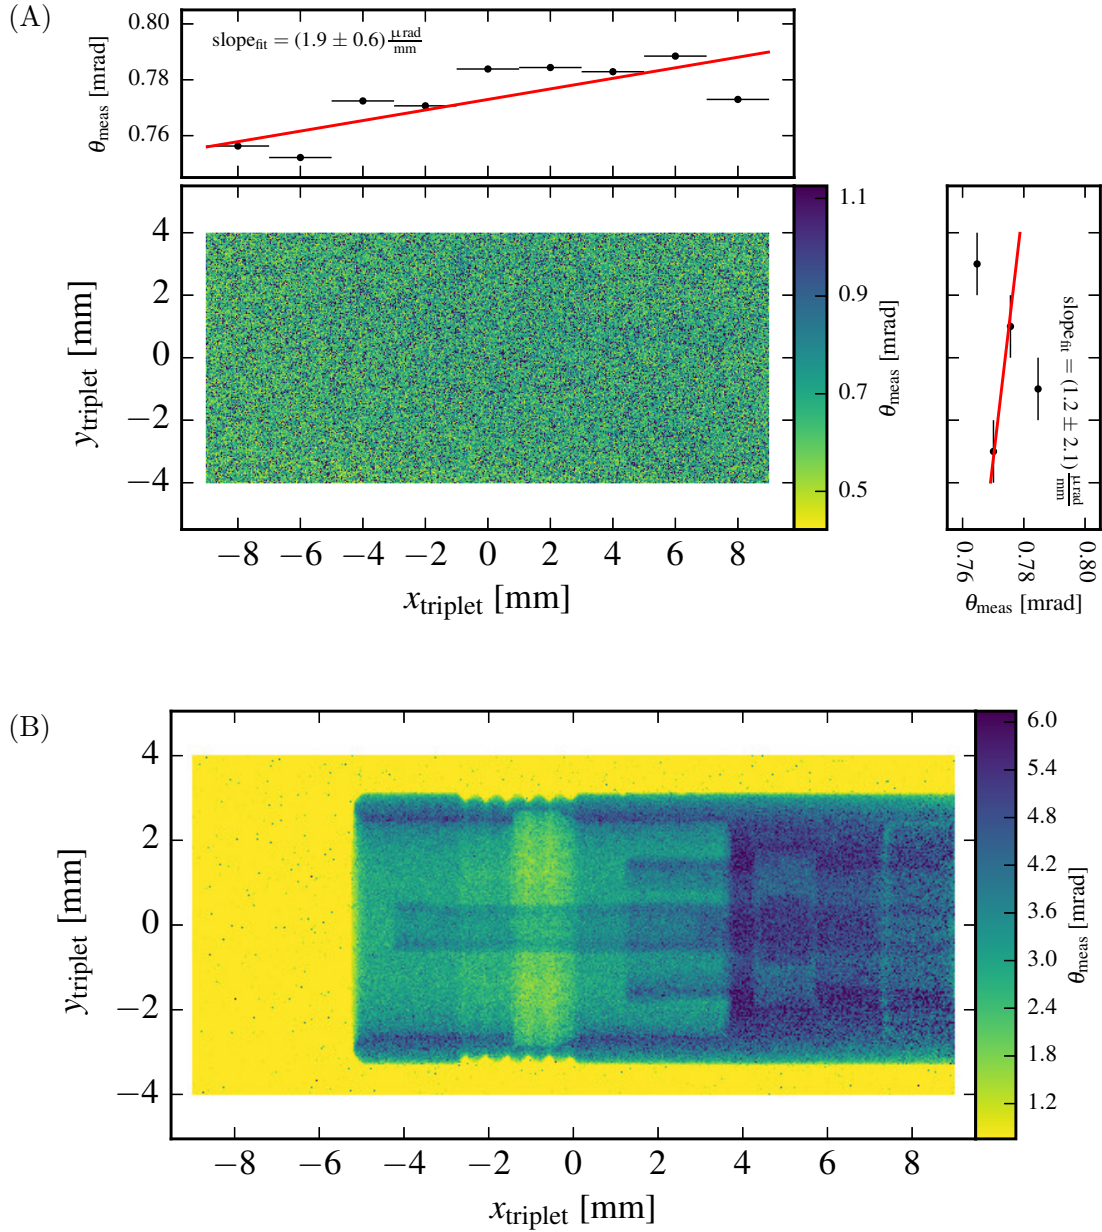 (A)
0.80
0.78
0.76
θmeas [mrad]
slopefit = (1.9 ± 0.6) μrad/mm
4
2
0
−2
−4
ytriplet [mm]
−8 −6 −4 −2 0 2 4 6 8
xtriplet [mm]
1.1
0.9
0.7
0.5
θmeas [mrad]
slopefit = (1.2 ± 2.1) μrad/mm
0.76 0.78 0.80
θmeas [mrad]
(B)
4
2
0
−2
−4
ytriplet [mm]
−8 −6 −4 −2 0 2 4 6 8
xtriplet [mm]
6.0
5.4
4.8
4.2
3.6
3.0
2.4
1.8
1.2
θmeas [mrad]